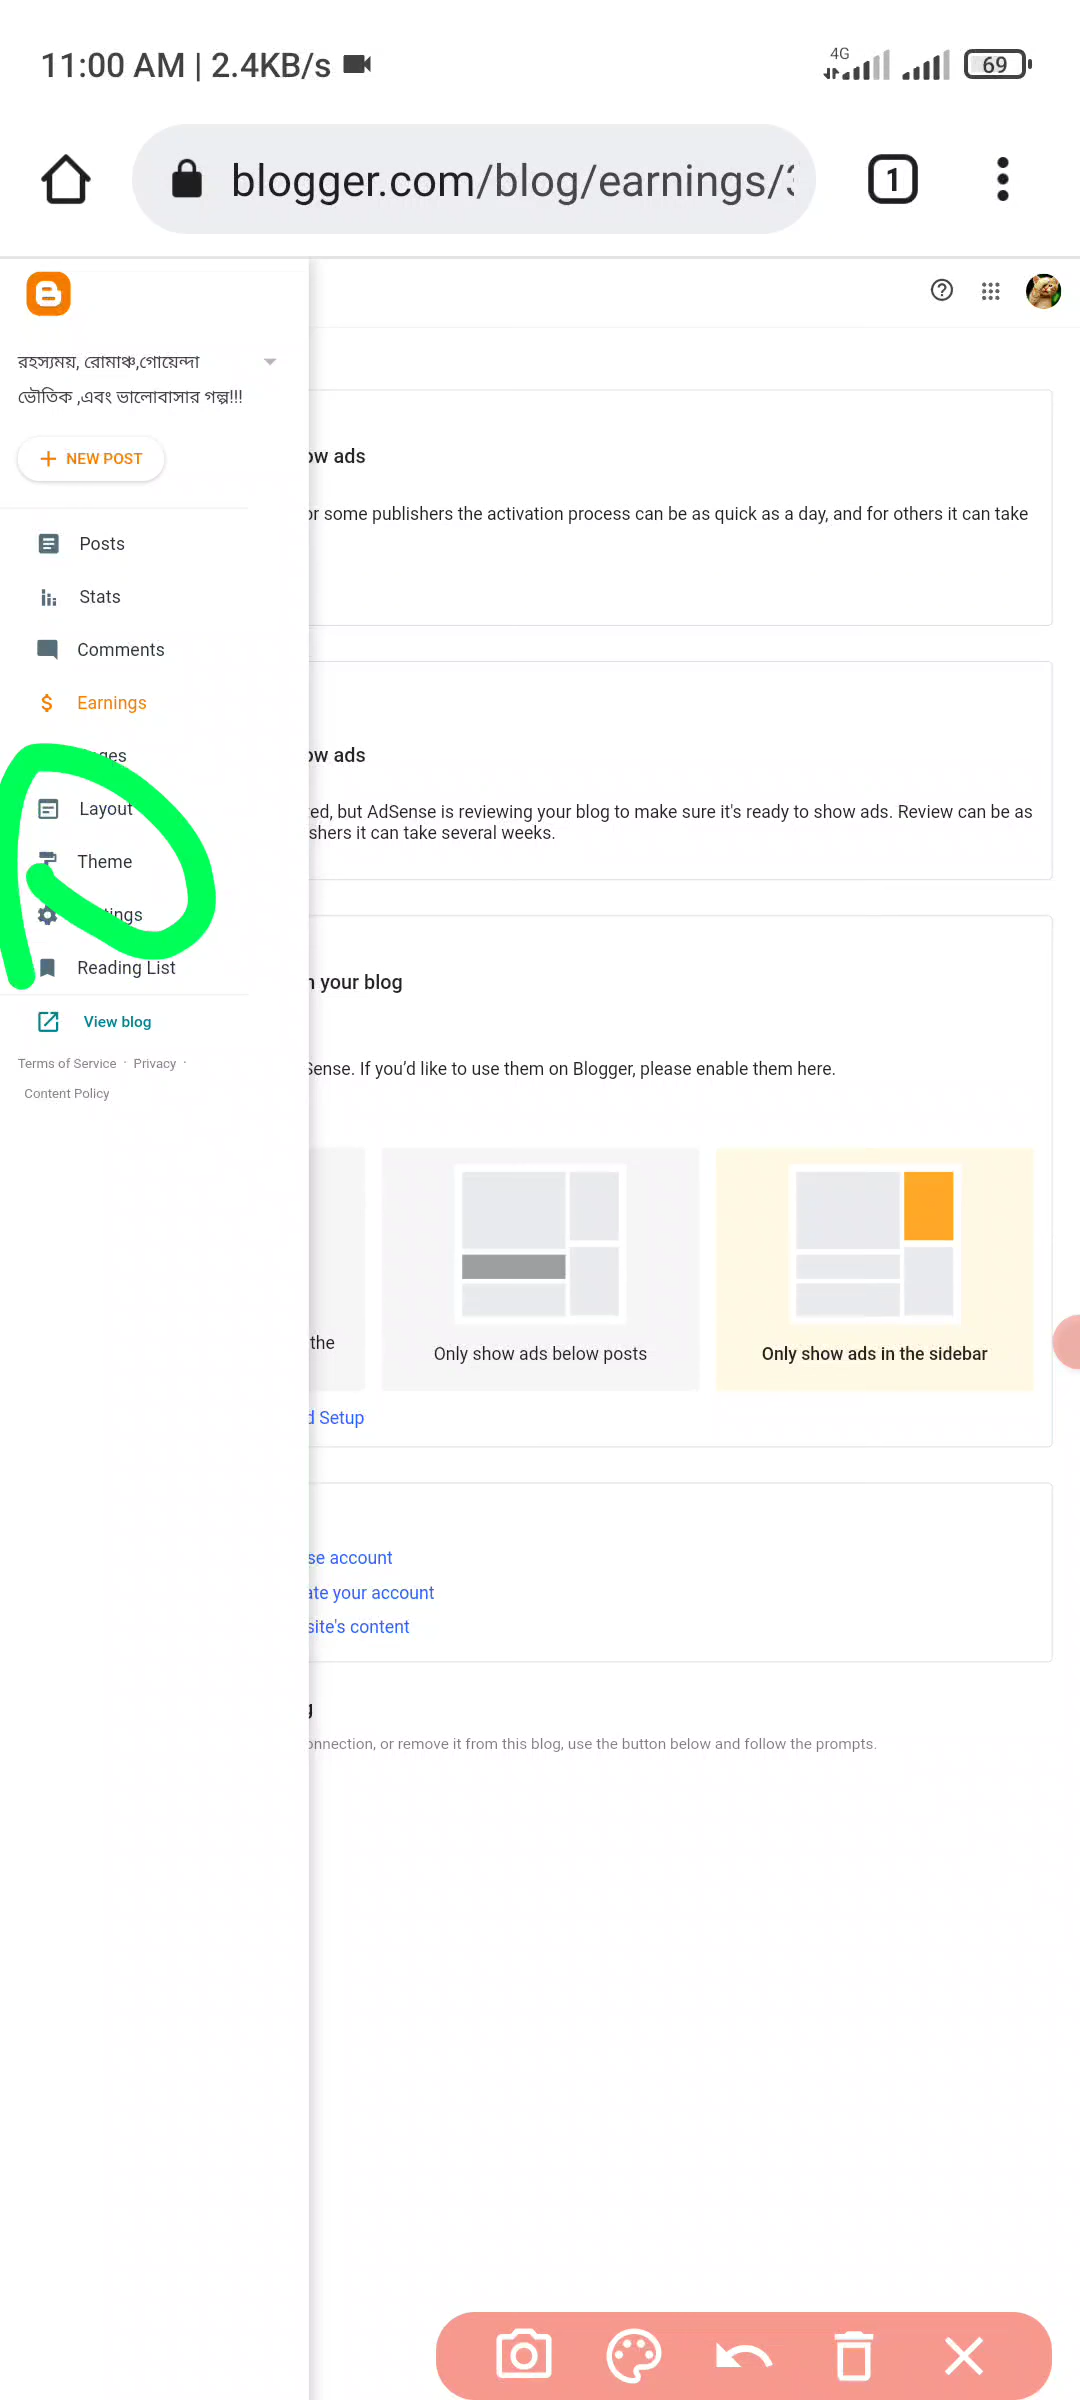 11:00 AM | 2.4KB/s
4G
69
blogger.com/blog/earnings/
1
রহস্যময়, রোমাঞ্চ,গোয়েন্দা
ভৌতিক ,এবং ভালোবাসার গল্প!!!
NEW POST
Posts
Stats
Comments
Earnings
Layout
Theme
Reading List
View blog
Terms of Service · Privacy ·
Content Policy
ow ads
or some publishers the activation process can be as quick as a day, and for others it can take
ow ads
ed, but AdSense is reviewing your blog to make sure it's ready to show ads. Review can be as
shers it can take several weeks.
n your blog
Sense. If you'd like to use them on Blogger, please enable them here.
the
Only show ads below posts
Only show ads in the sidebar
d Setup
se account
ate your account
site's content
onnection, or remove it from this blog, use the button below and follow the prompts.